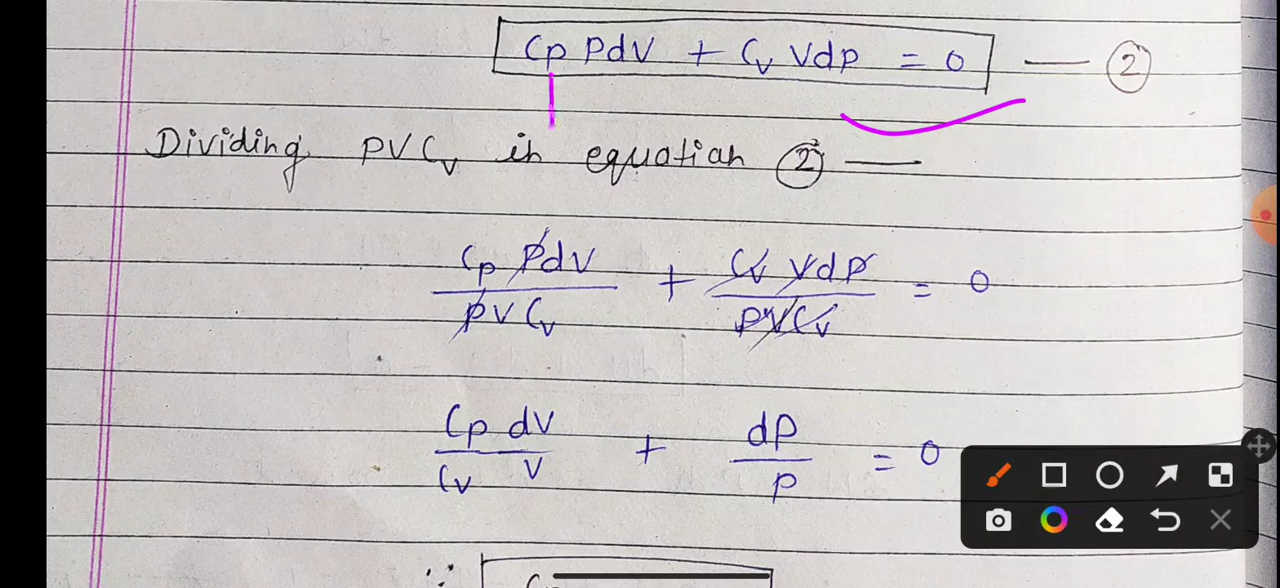 Cp PdV + Cv Vdp = 0 — ②
Dividing PVCv in equation ② —
Cp Pdv / PVCv + Cv Vdp / PVCv = 0
Cp dV / Cv V + dP / P = 0
∵ Cp